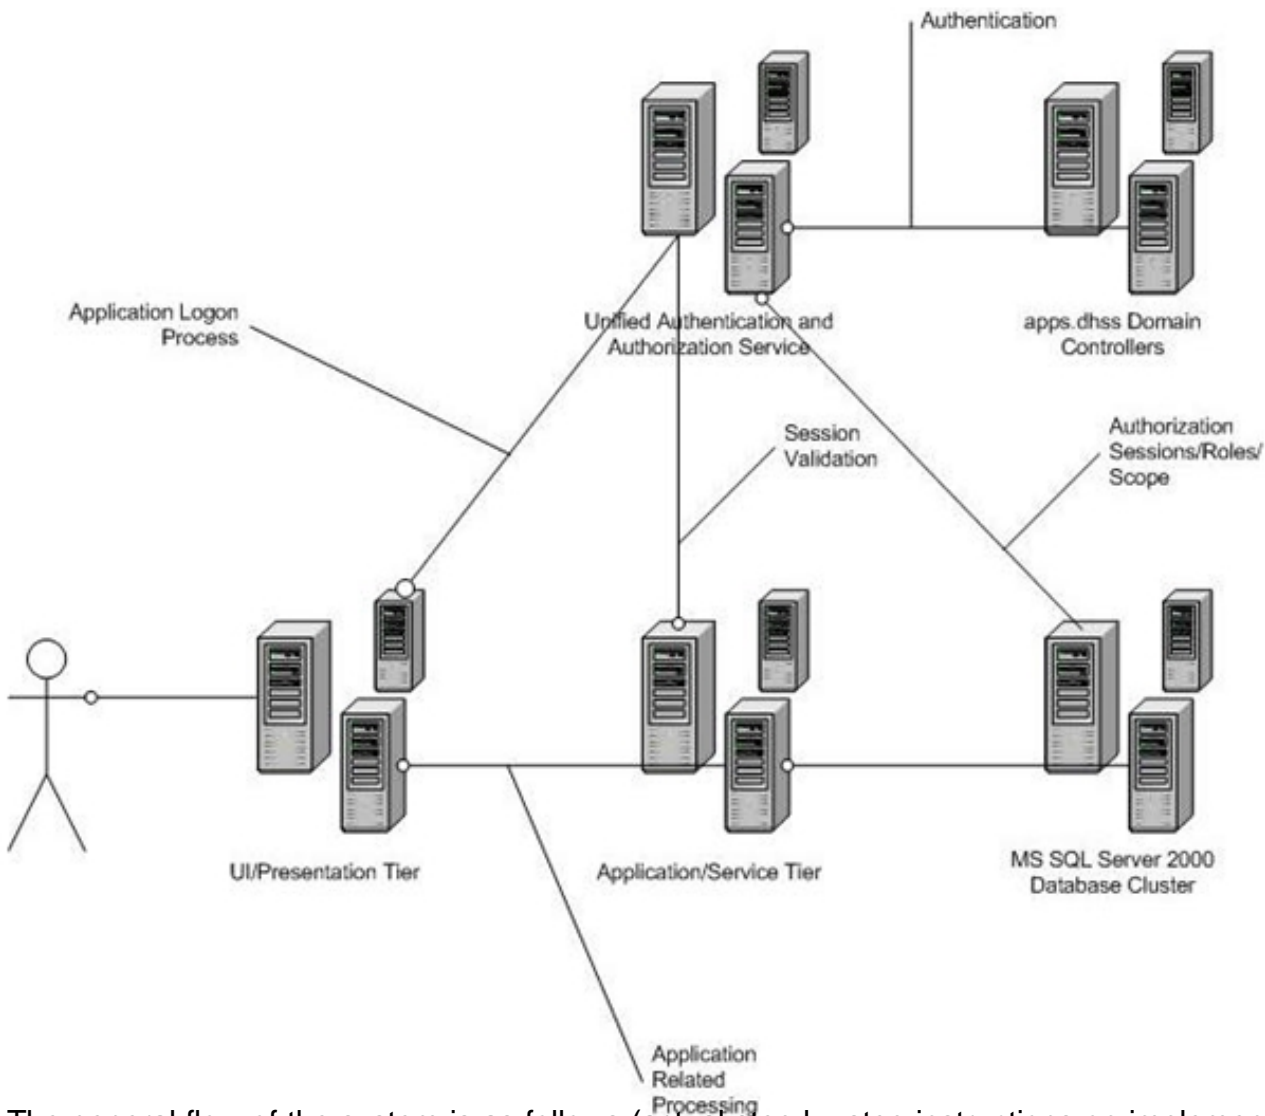 Authentication
Application Logon
Process
Unified Authentication and
Authorization Service
apps.dhss Domain
Controllers
Session
Validation
Authorization
Sessions/Roles/
Scope
UI/Presentation Tier
Application/Service Tier
MS SQL Server 2000
Database Cluster
Application
Related
Processing
The general flow of the system is as follows